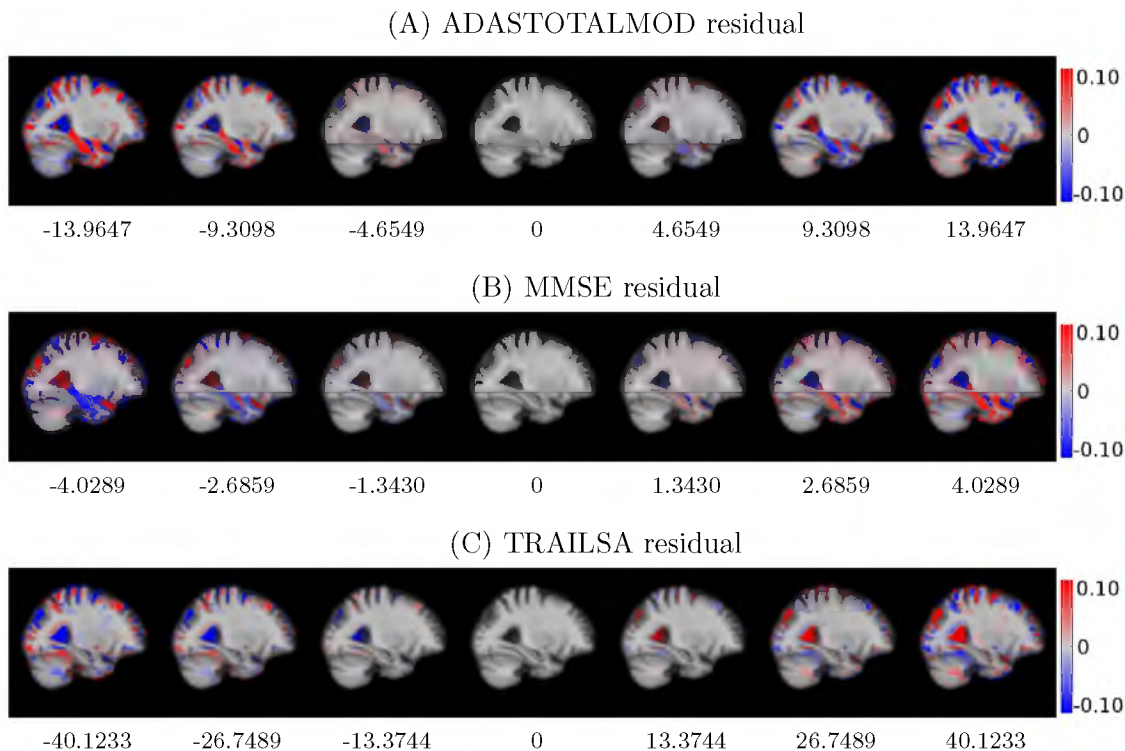 (A) ADASTOTALMOD residual
0.10
0
-0.10
-13.9647 -9.3098 -4.6549 0 4.6549 9.3098 13.9647
(B) MMSE residual
0.10
0
-0.10
-4.0289 -2.6859 -1.3430 0 1.3430 2.6859 4.0289
(C) TRAILSA residual
0.10
0
-0.10
-40.1233 -26.7489 -13.3744 0 13.3744 26.7489 40.1233